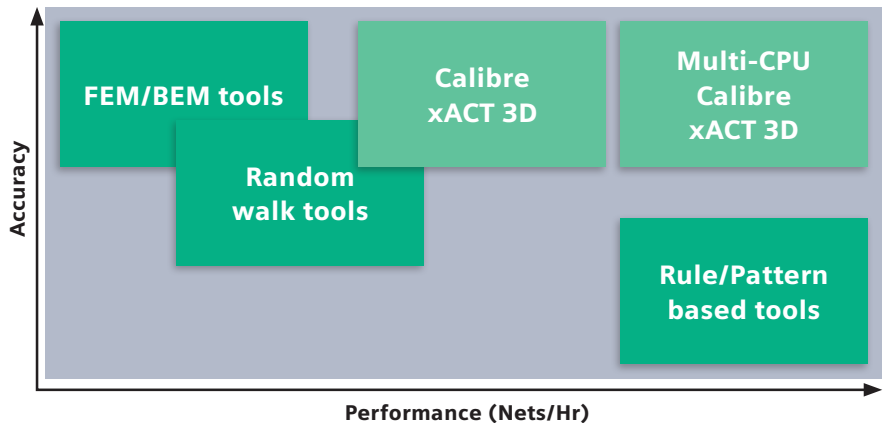 Accuracy
FEM/BEM tools
Random
walk tools
Calibre
xACT 3D
Multi-CPU
Calibre
xACT 3D
Rule/Pattern
based tools
Performance (Nets/Hr)